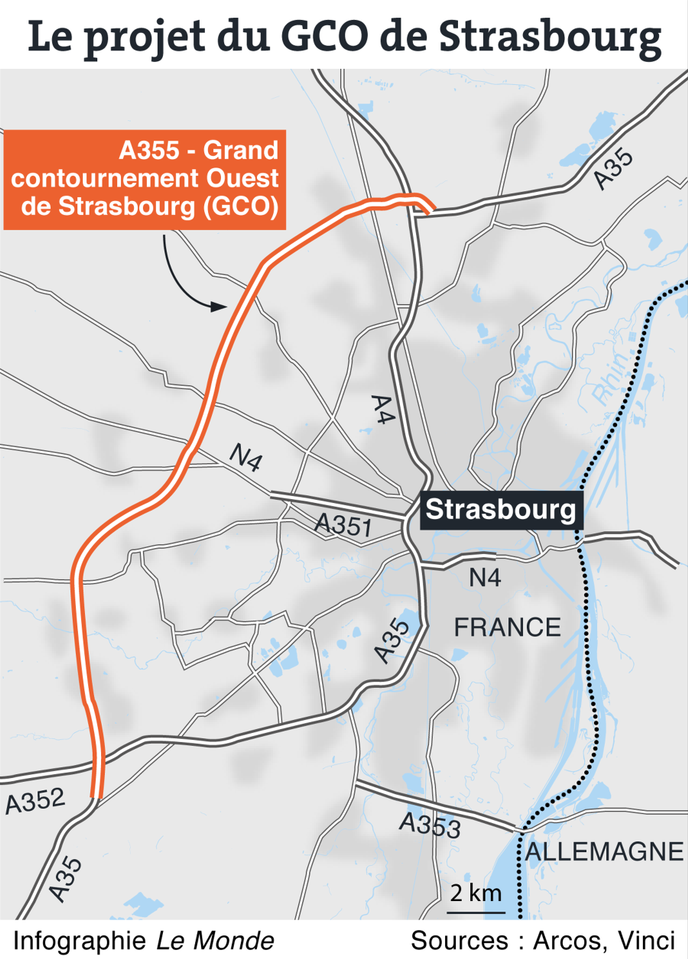 Le projet du GCO de Strasbourg
A355 - Grand
contournement Ouest
de Strasbourg (GCO)
A35
Rhin
A4
N4
Strasbourg
A351
N4
FRANCE
A35
A352
A353
ALLEMAGNE
A35
2 km
Infographie Le Monde
Sources : Arcos, Vinci